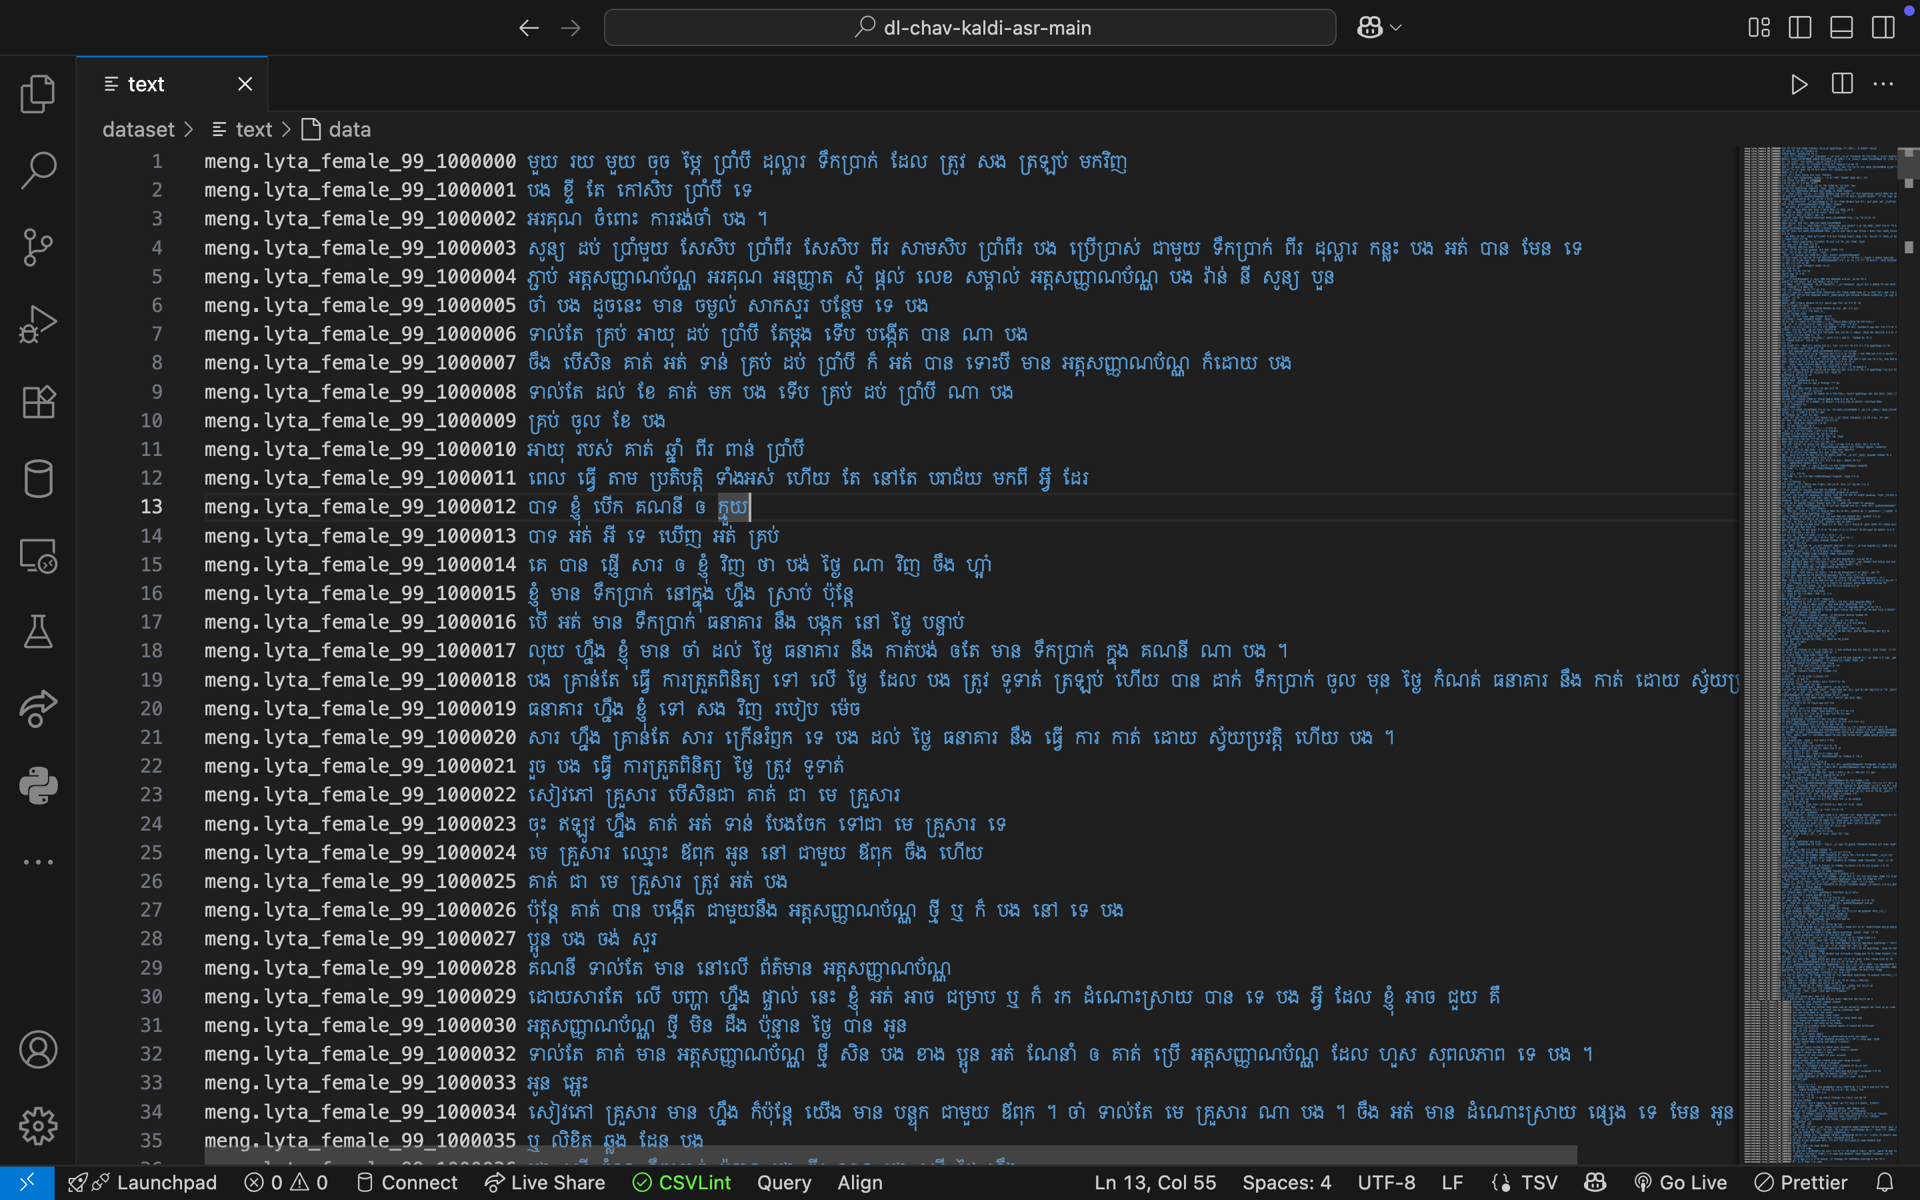 dl-chav-kaldi-asr-main
text
dataset > text > data
1 meng.lyta_female_99_1000000 មួយ រយ មួយ ចុច ម្ភៃ ប្រាំបី ដុល្លារ ទឹកប្រាក់ ដែល ត្រូវ សង ត្រឡប់ មកវិញ
2 meng.lyta_female_99_1000001 បង ខ្ចី តែ កៅសិប ប្រាំបី ទេ
3 meng.lyta_female_99_1000002 អរគុណ ចំពោះ ការរង់ចាំ បង ។
4 meng.lyta_female_99_1000003 សូន្យ ដប់ ប្រាំមួយ សែសិប ប្រាំពីរ សែសិប ពីរ សាមសិប ប្រាំពីរ បង ប្រើប្រាស់ ជាមួយ ទឹកប្រាក់ ពីរ ដុល្លារ កន្លះ បង អត់ បាន មែន ទេ
5 meng.lyta_female_99_1000004 ភ្ជាប់ អត្តសញ្ញាណប័ណ្ណ អរគុណ អនុញ្ញាត សុំ ផ្តល់ លេខ សម្គាល់ អត្តសញ្ញាណប័ណ្ណ បង វ៉ាន់ នី សូន្យ បួន
6 meng.lyta_female_99_1000005 ចា៎ បង ដូចនេះ មាន ចម្ងល់ សាកសួរ បន្ថែម ទេ បង
7 meng.lyta_female_99_1000006 ទាល់តែ គ្រប់ អាយុ ដប់ ប្រាំបី តែម្តង ទើប បង្កើត បាន ណា បង
8 meng.lyta_female_99_1000007 ចឹង បើសិន គាត់ អត់ ទាន់ គ្រប់ ដប់ ប្រាំបី ក៏ អត់ បាន ទោះបី មាន អត្តសញ្ញាណប័ណ្ណ ក៏ដោយ បង
9 meng.lyta_female_99_1000008 ទាល់តែ ដល់ ខែ គាត់ មក បង ទើប គ្រប់ ដប់ ប្រាំបី ណា បង
10 meng.lyta_female_99_1000009 គ្រប់ ចូល ខែ បង
11 meng.lyta_female_99_1000010 អាយុ របស់ គាត់ ឆ្នាំ ពីរ ពាន់ ប្រាំបី
12 meng.lyta_female_99_1000011 ពេល ធ្វើ តាម ប្រតិបត្តិ ទាំងអស់ ហើយ តែ នៅតែ បរាជ័យ មកពី អ្វី ដែរ
13 meng.lyta_female_99_1000012 បាទ ខ្ញុំ បើក គណនី ឲ ក្មួយ
14 meng.lyta_female_99_1000013 បាទ អត់ អី ទេ ឃើញ អត់ គ្រប់
15 meng.lyta_female_99_1000014 គេ បាន ផ្ញើ សារ ឲ ខ្ញុំ វិញ ថា បង់ ថ្ងៃ ណា វិញ ចឹង ហ្អា៎
16 meng.lyta_female_99_1000015 ខ្ញុំ មាន ទឹកប្រាក់ នៅក្នុង ហ្នឹង ស្រាប់ ប៉ុន្តែ
17 meng.lyta_female_99_1000016 បើ អត់ មាន ទឹកប្រាក់ ធនាគារ នឹង បង្កក នៅ ថ្ងៃ បន្ទាប់
18 meng.lyta_female_99_1000017 លុយ ហ្នឹង ខ្ញុំ មាន ចា៎ ដល់ ថ្ងៃ ធនាគារ នឹង កាត់បង់ ឲតែ មាន ទឹកប្រាក់ ក្នុង គណនី ណា បង ។
19 meng.lyta_female_99_1000018 បង គ្រាន់តែ ធ្វើ ការត្រួតពិនិត្យ ទៅ លើ ថ្ងៃ ដែល បង ត្រូវ ទូទាត់ ត្រឡប់ ហើយ បាន ដាក់ ទឹកប្រាក់ ចូល មុន ថ្ងៃ កំណត់ ធនាគារ នឹង កាត់ ដោយ
20 meng.lyta_female_99_1000019 ធនាគារ ហ្នឹង ខ្ញុំ ទៅ សង វិញ របៀប ម៉េច
21 meng.lyta_female_99_1000020 សារ ហ្នឹង គ្រាន់តែ សារ ក្រើនរំឭក ទេ បង ដល់ ថ្ងៃ ធនាគារ នឹង ធ្វើ ការ កាត់ ដោយ ស្វ័យប្រវត្តិ ហើយ បង ។
22 meng.lyta_female_99_1000021 រួច បង ធ្វើ ការត្រួតពិនិត្យ ថ្ងៃ ត្រូវ ទូទាត់
23 meng.lyta_female_99_1000022 សៀវភៅ គ្រួសារ បើសិនជា គាត់ ជា មេ គ្រួសារ
24 meng.lyta_female_99_1000023 ចុះ ឥឡូវ ហ្នឹង គាត់ អត់ ទាន់ បែងចែក ទៅជា មេ គ្រួសារ ទេ
25 meng.lyta_female_99_1000024 មេ គ្រួសារ ឈ្មោះ ឪពុក អូន នៅ ជាមួយ ឪពុក ចឹង ហើយ
26 meng.lyta_female_99_1000025 គាត់ ជា មេ គ្រួសារ ត្រូវ អត់ បង
27 meng.lyta_female_99_1000026 ប៉ុន្តែ គាត់ បាន បង្កើត ជាមួយនឹង អត្តសញ្ញាណប័ណ្ណ ថ្មី ឬ ក៏ បង នៅ ទេ បង
28 meng.lyta_female_99_1000027 ប្អូន បង ចង់ សួរ
29 meng.lyta_female_99_1000028 គណនី ទាល់តែ មាន នៅលើ ព័ត៌មាន អត្តសញ្ញាណប័ណ្ណ
30 meng.lyta_female_99_1000029 ដោយសារតែ លើ បញ្ហា ហ្នឹង ផ្ទាល់ នេះ ខ្ញុំ អត់ អាច ជម្រាប ឬ ក៏ រក ដំណោះស្រាយ បាន ទេ បង អ្វី ដែល ខ្ញុំ អាច ជួយ គឺ
31 meng.lyta_female_99_1000030 អត្តសញ្ញាណប័ណ្ណ ថ្មី មិន ដឹង ប៉ុន្មាន ថ្ងៃ បាន អូន
32 meng.lyta_female_99_1000032 ទាល់តែ គាត់ មាន អត្តសញ្ញាណប័ណ្ណ ថ្មី សិន បង ខាង ប្អូន អត់ ណែនាំ ឲ គាត់ ប្រើ អត្តសញ្ញាណប័ណ្ណ ដែល ហួស សុពលភាព ទេ បង ។
33 meng.lyta_female_99_1000033 អូន អ្ហេះ
34 meng.lyta_female_99_1000034 សៀវភៅ គ្រួសារ មាន ហ្នឹង ក៏ប៉ុន្តែ យើង មាន បន្ទុក ជាមួយ ឪពុក ។ ចា៎ ទាល់តែ មេ គ្រួសារ ណា បង ។ ចឹង អត់ មាន ដំណោះស្រាយ ផ្សេង ទេ មែន អូន
35 meng.lyta_female_99_1000035 ឬ លិខិត ឆ្លង ដែន បង
Launchpad 0 0 Connect Live Share CSVLint Query Align Ln 13, Col 55 Spaces: 4 UTF-8 LF TSV Go Live Prettier